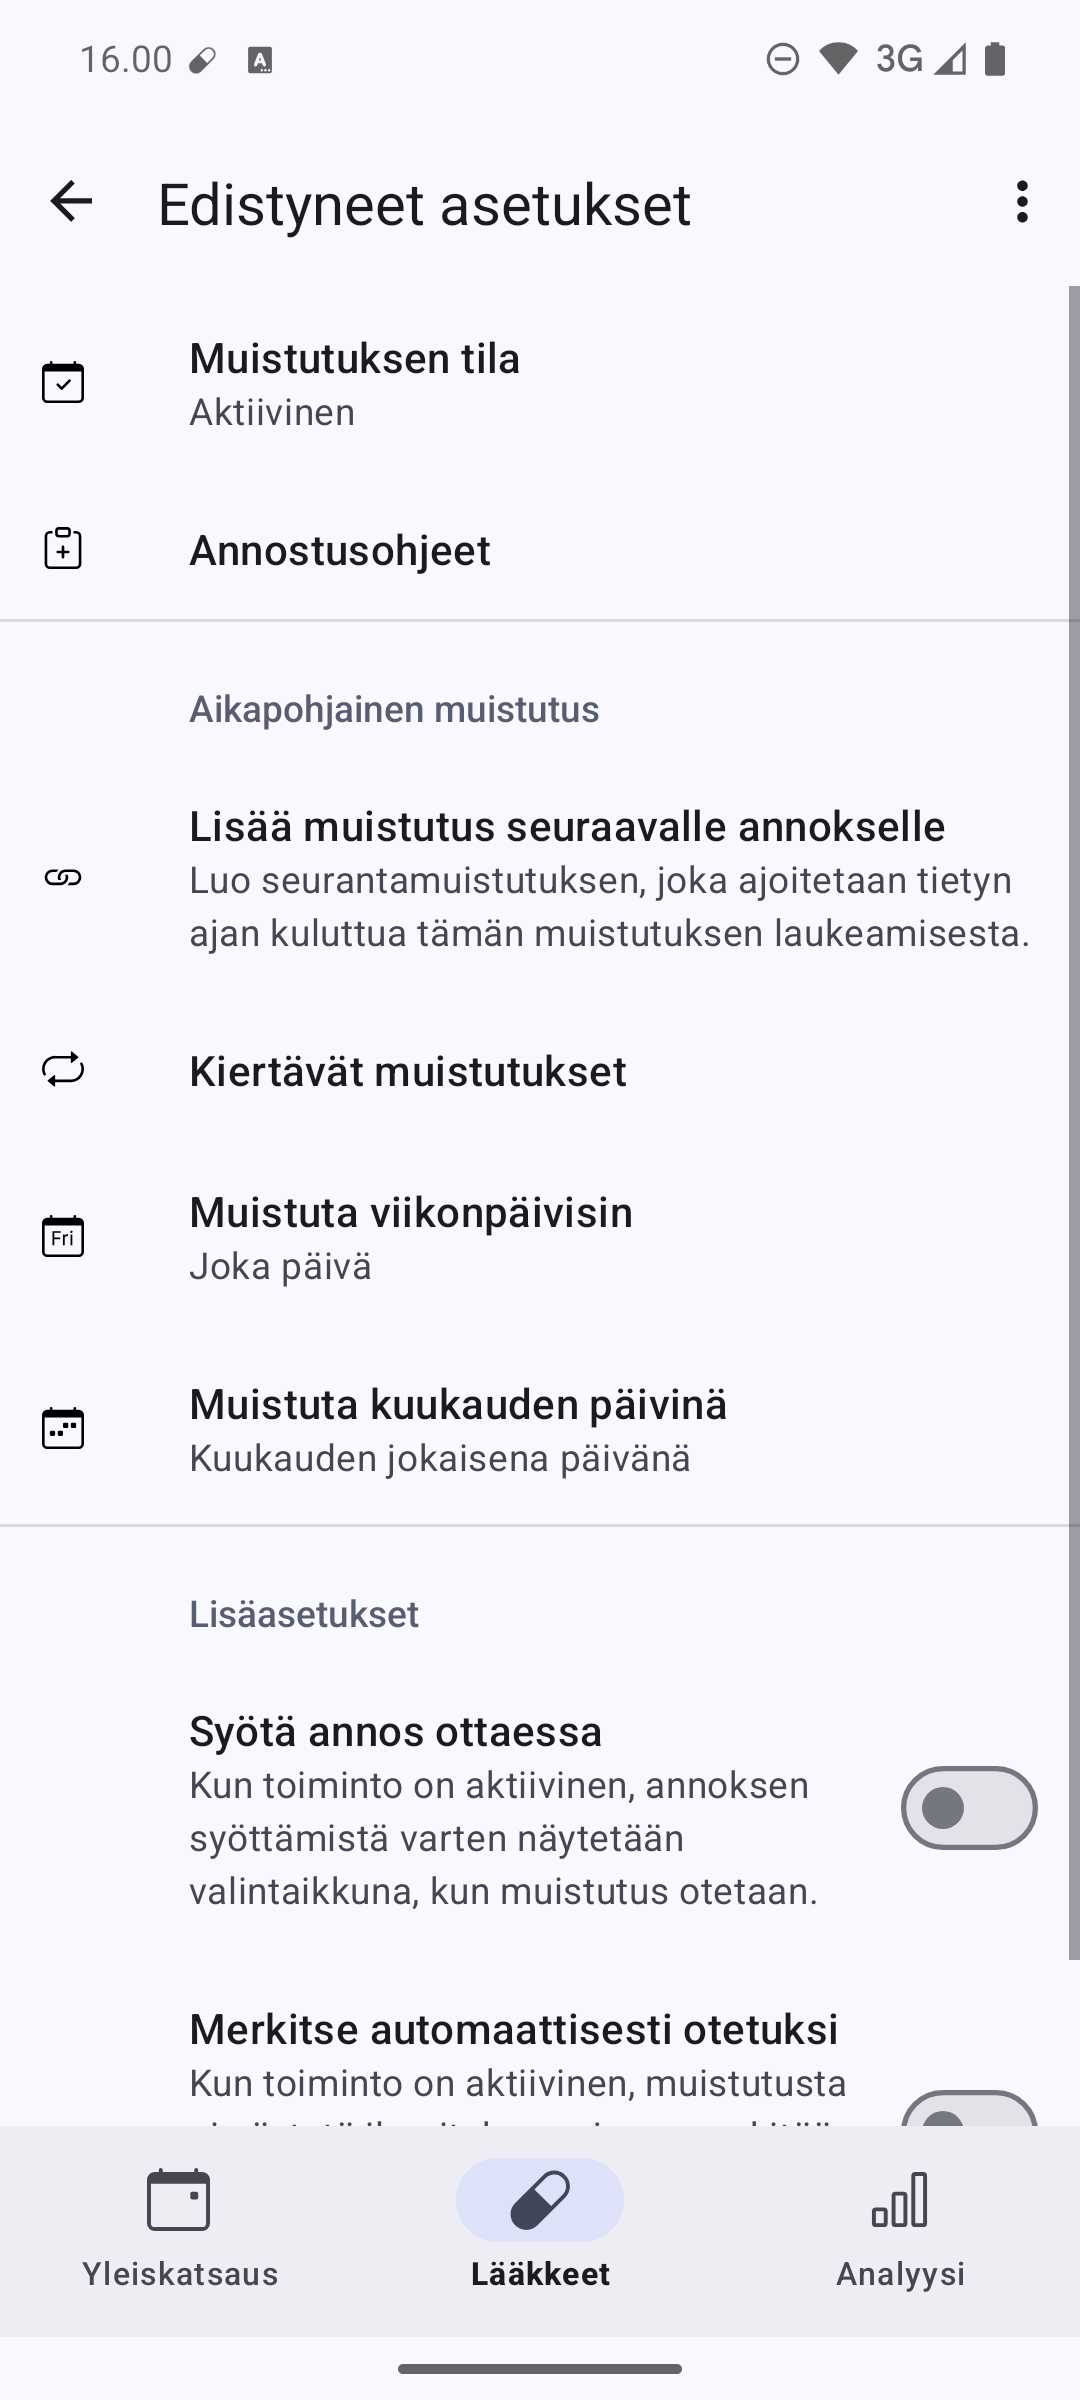 16.00
3G
Edistyneet asetukset
Muistutuksen tila
Aktiivinen
Annostusohjeet
Aikapohjainen muistutus
Lisää muistutus seuraavalle annokselle
Luo seurantamuistutuksen, joka ajoitetaan tietyn
ajan kuluttua tämän muistutuksen laukeamisesta.
Kiertävät muistutukset
Fri
Muistuta viikonpäivisin
Joka päivä
Muistuta kuukauden päivinä
Kuukauden jokaisena päivänä
Lisäasetukset
Syötä annos ottaessa
Kun toiminto on aktiivinen, annoksen
syöttämistä varten näytetään
valintaikkuna, kun muistutus otetaan.
Merkitse automaattisesti otetuksi
Kun toiminto on aktiivinen, muistutusta
Yleiskatsaus
Lääkkeet
Analyysi